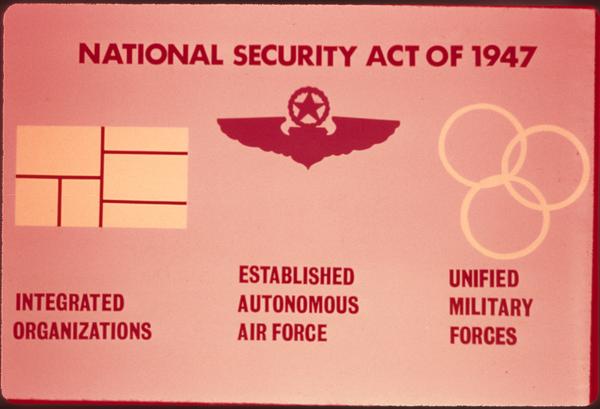 NATIONAL SECURITY ACT OF 1947
INTEGRATED
ORGANIZATIONS
ESTABLISHED
AUTONOMOUS
AIR FORCE
UNIFIED
MILITARY
FORCES